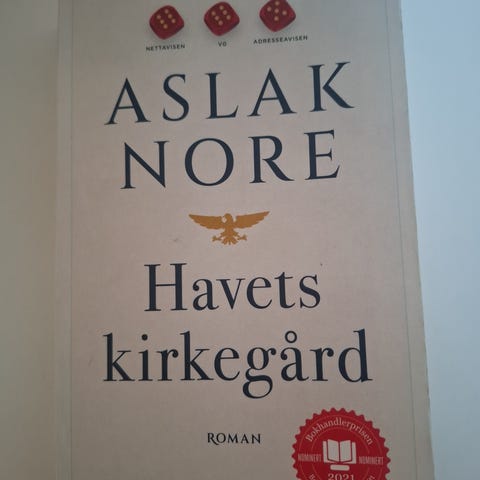 NETTAVISEN VG ADRESSEAVISEN
ASLAK
NORE
Havets
kirkegård
ROMAN
Bokhandlerprisen
NOMINERT NOMINERT
2021